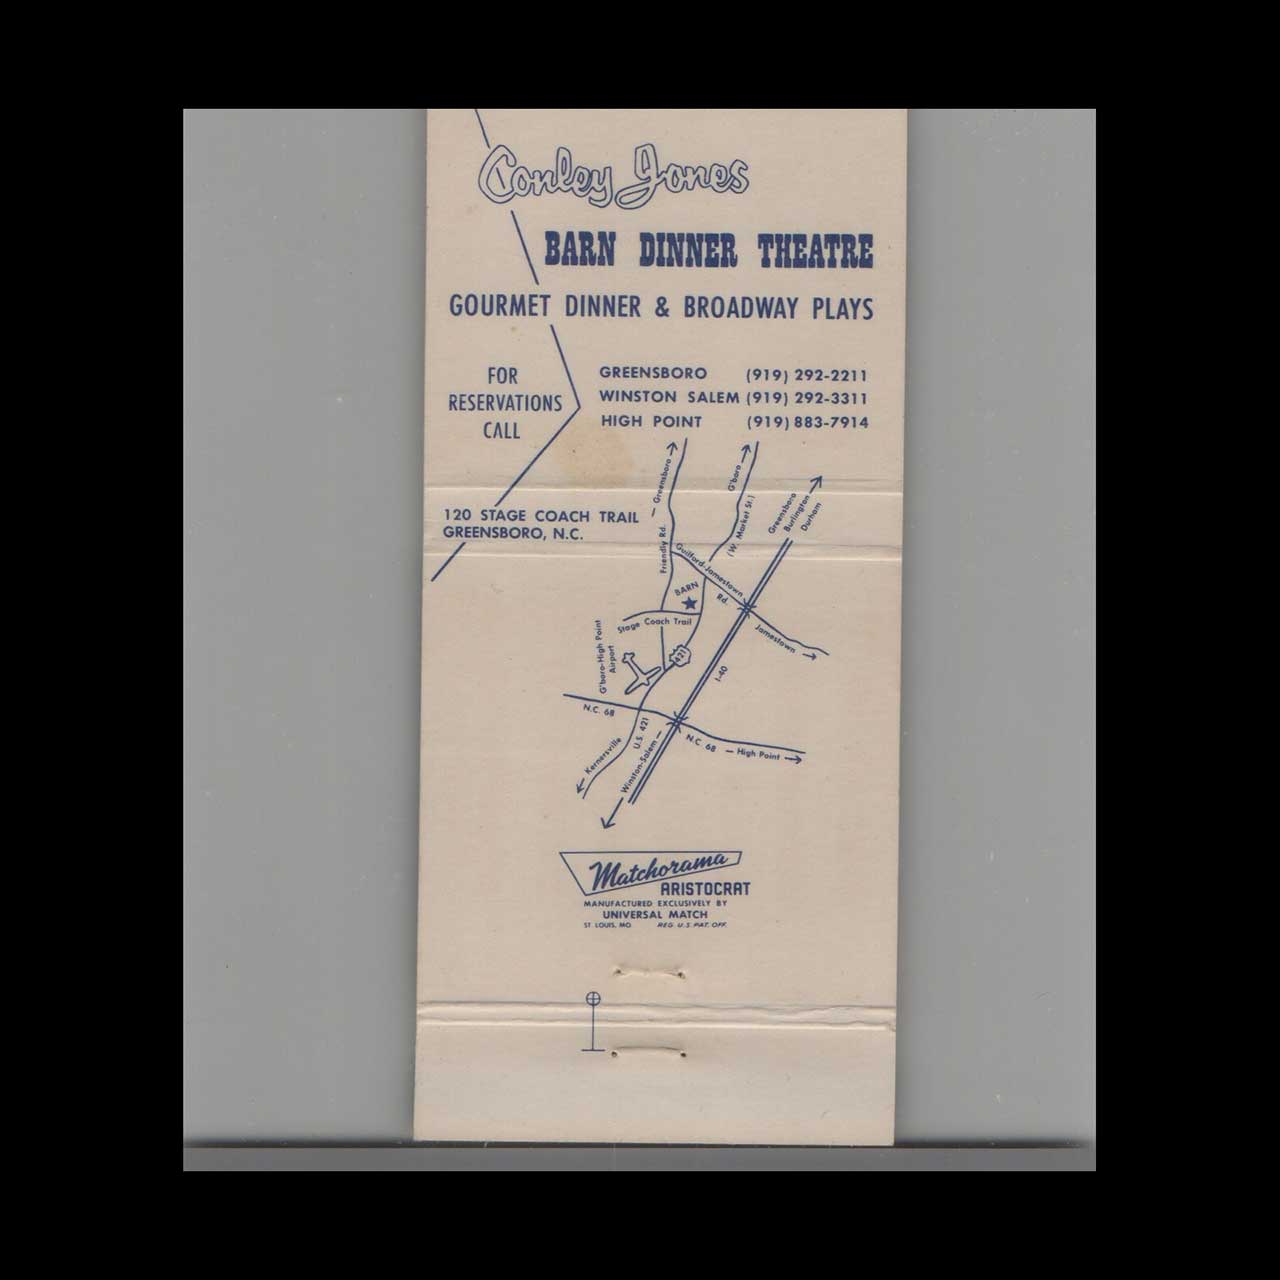 Conley Jones
BARN DINNER THEATRE
GOURMET DINNER & BROADWAY PLAYS
FOR
RESERVATIONS
CALL
GREENSBORO (919) 292-2211
WINSTON SALEM (919) 292-3311
HIGH POINT (919) 883-7914
120 STAGE COACH TRAIL
GREENSBORO, N.C.
Friendly Rd. — Greensboro
G'boro
(W. Market St.)
Greensboro
Burlington
Durham
Guilford-Jamestown
Rd.
BARN
Stage Coach Trail
Jamestown
G'boro-High Point
Airport
421
I-40
N.C. 68
U.S. 421
Kernersville
Winston-Salem —
N.C. 68 — High Point
Matchorama
ARISTOCRAT
MANUFACTURED EXCLUSIVELY BY
UNIVERSAL MATCH
ST. LOUIS, MO REG. U.S. PAT. OFF.